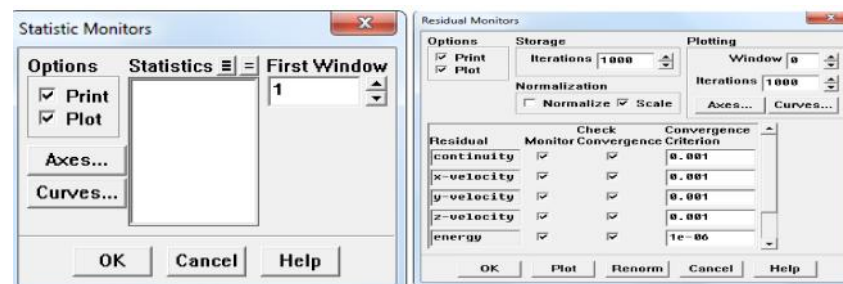 Statistic Monitors
Options Statistics First Window
Print
Plot
1
Axes...
Curves...
OK Cancel Help
Residual Monitors
Options Storage Plotting
Print
Plot
Iterations 1000
Window 0
Iterations 1000
Normalization
Normalize Scale
Axes... Curves...
Check Convergence
Residual Monitor Convergence Criterion
continuity 0.001
x-velocity 0.001
y-velocity 0.001
z-velocity 0.001
energy 1e-06
OK Plot Renorm Cancel Help